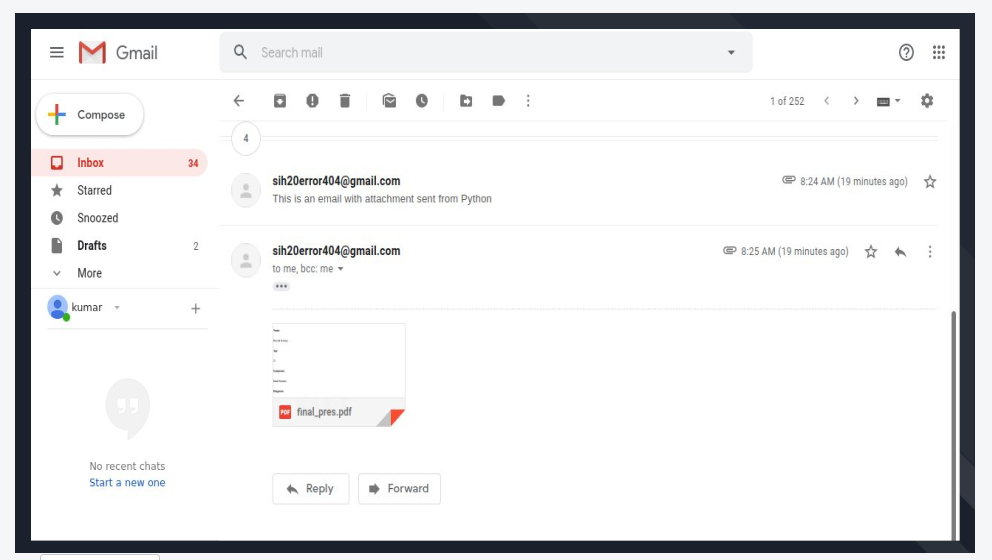 Gmail
Search mail
Compose
1 of 252
4
Inbox 34
Starred
Snoozed
Drafts 2
More
kumar
No recent chats
Start a new one
sih20error404@gmail.com 8:24 AM (19 minutes ago)
This is an email with attachment sent from Python
sih20error404@gmail.com 8:25 AM (19 minutes ago)
to me, bcc: me
PDF final_pres.pdf
Reply Forward